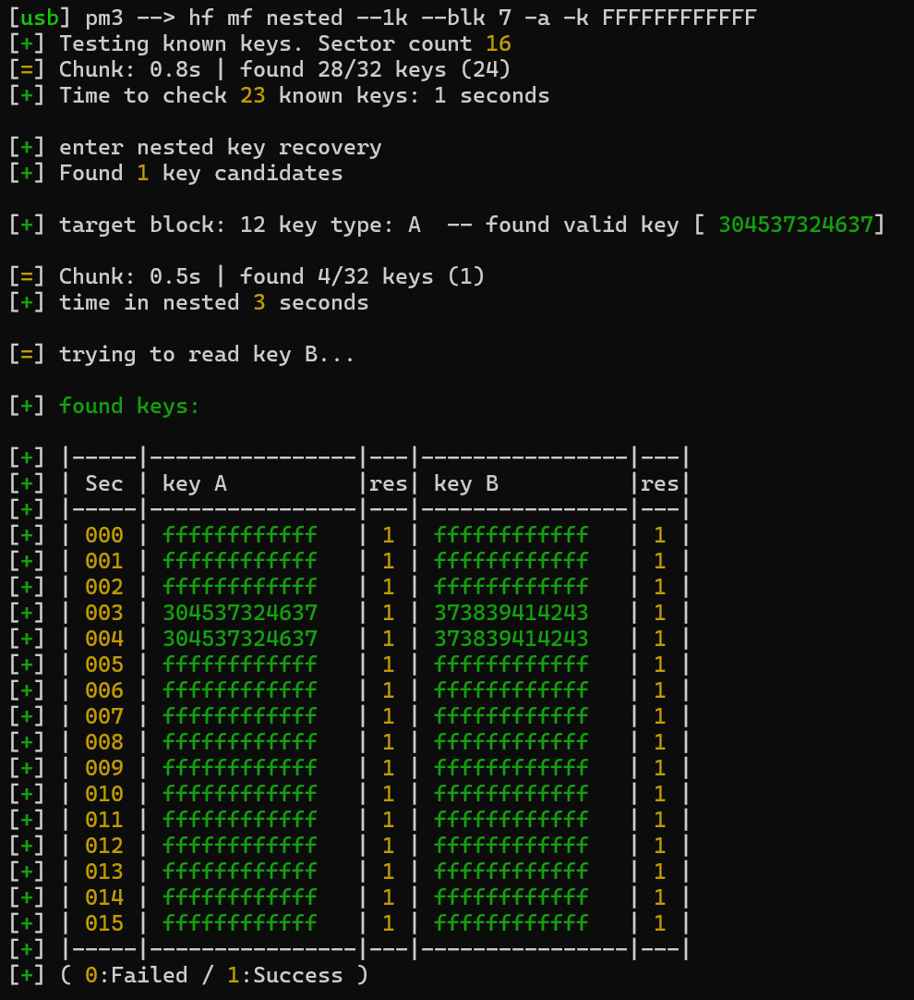 [usb] pm3 --> hf mf nested --1k --blk 7 -a -k FFFFFFFFFFFF
[+] Testing known keys. Sector count 16
[=] Chunk: 0.8s | found 28/32 keys (24)
[+] Time to check 23 known keys: 1 seconds
[+] enter nested key recovery
[+] Found 1 key candidates
[+] target block: 12 key type: A  -- found valid key [ 304537324637]
[=] Chunk: 0.5s | found 4/32 keys (1)
[+] time in nested 3 seconds
[=] trying to read key B...
[+] found keys:
[+] |-----|----------------|---|----------------|---|
[+] | Sec | key A          |res| key B          |res|
[+] |-----|----------------|---|----------------|---|
[+] | 000 | ffffffffffff   | 1 | ffffffffffff   | 1 |
[+] | 001 | ffffffffffff   | 1 | ffffffffffff   | 1 |
[+] | 002 | ffffffffffff   | 1 | ffffffffffff   | 1 |
[+] | 003 | 304537324637   | 1 | 373839414243   | 1 |
[+] | 004 | 304537324637   | 1 | 373839414243   | 1 |
[+] | 005 | ffffffffffff   | 1 | ffffffffffff   | 1 |
[+] | 006 | ffffffffffff   | 1 | ffffffffffff   | 1 |
[+] | 007 | ffffffffffff   | 1 | ffffffffffff   | 1 |
[+] | 008 | ffffffffffff   | 1 | ffffffffffff   | 1 |
[+] | 009 | ffffffffffff   | 1 | ffffffffffff   | 1 |
[+] | 010 | ffffffffffff   | 1 | ffffffffffff   | 1 |
[+] | 011 | ffffffffffff   | 1 | ffffffffffff   | 1 |
[+] | 012 | ffffffffffff   | 1 | ffffffffffff   | 1 |
[+] | 013 | ffffffffffff   | 1 | ffffffffffff   | 1 |
[+] | 014 | ffffffffffff   | 1 | ffffffffffff   | 1 |
[+] | 015 | ffffffffffff   | 1 | ffffffffffff   | 1 |
[+] |-----|----------------|---|----------------|---|
[+] ( 0:Failed / 1:Success )